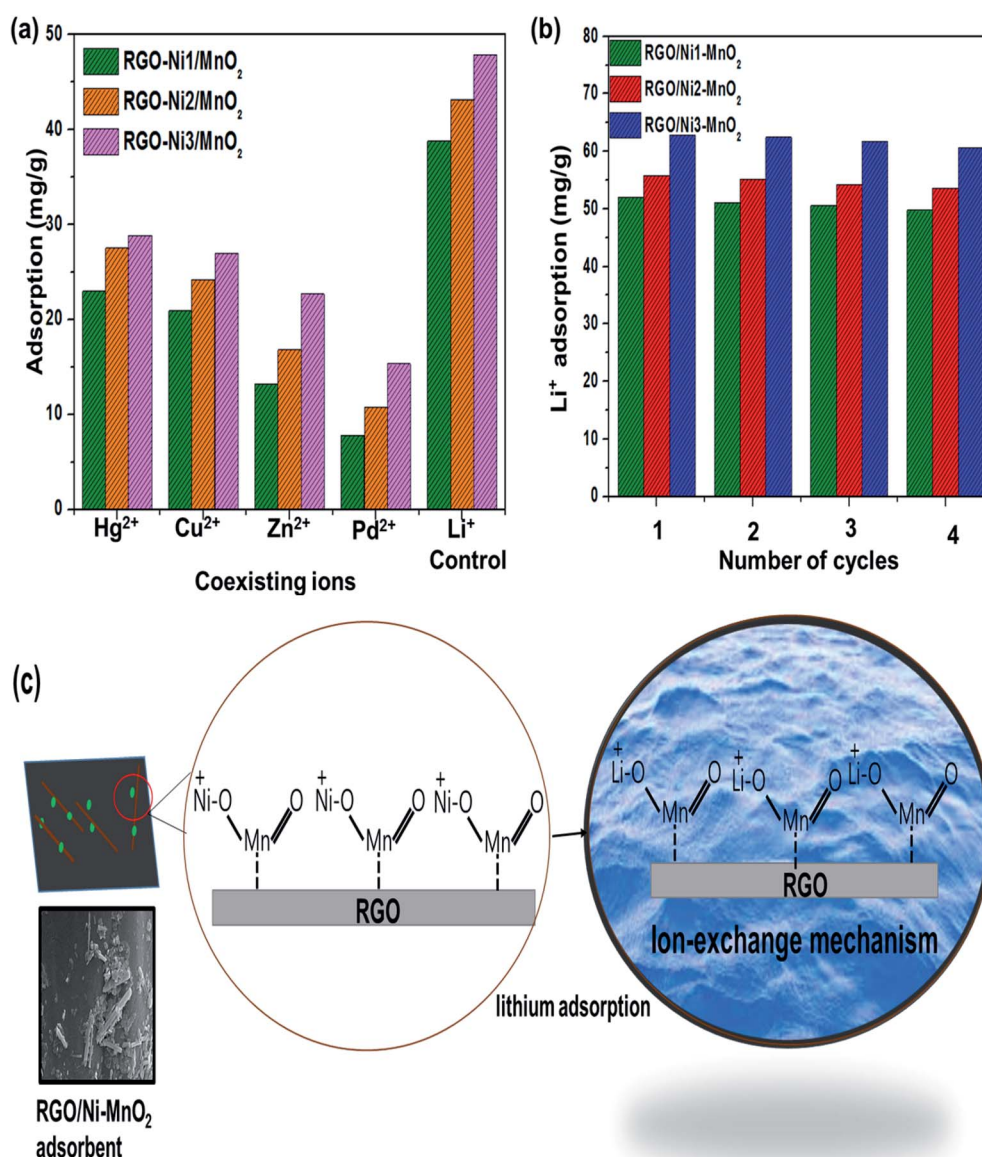 (a)
RGO-Ni1/MnO₂
RGO-Ni2/MnO₂
RGO-Ni3/MnO₂
Adsorption (mg/g)
50
40
30
20
10
0
Hg²⁺ Cu²⁺ Zn²⁺ Pd²⁺ Li⁺
Control
Coexisting ions
(b)
RGO/Ni1-MnO₂
RGO/Ni2-MnO₂
RGO/Ni3-MnO₂
Li⁺ adsorption (mg/g)
80
70
60
50
40
30
20
10
0
1 2 3 4
Number of cycles
(c)
+ + +
Ni-O O Ni-O O Ni-O O
Mn Mn Mn
RGO
+ + +
Li-O O Li-O O Li-O O
Mn Mn Mn
RGO
Ion-exchange mechanism
lithium adsorption
RGO/Ni-MnO₂
adsorbent